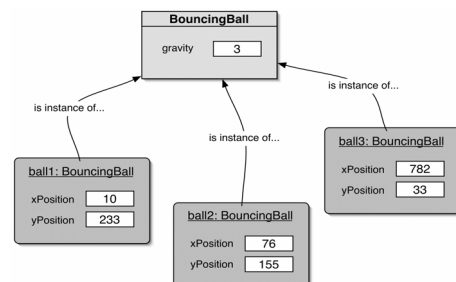 BouncingBall
gravity 3
is instance of...
is instance of...
is instance of...
ball1: BouncingBall
xPosition 10
yPosition 233
ball2: BouncingBall
xPosition 76
yPosition 155
ball3: BouncingBall
xPosition 782
yPosition 33